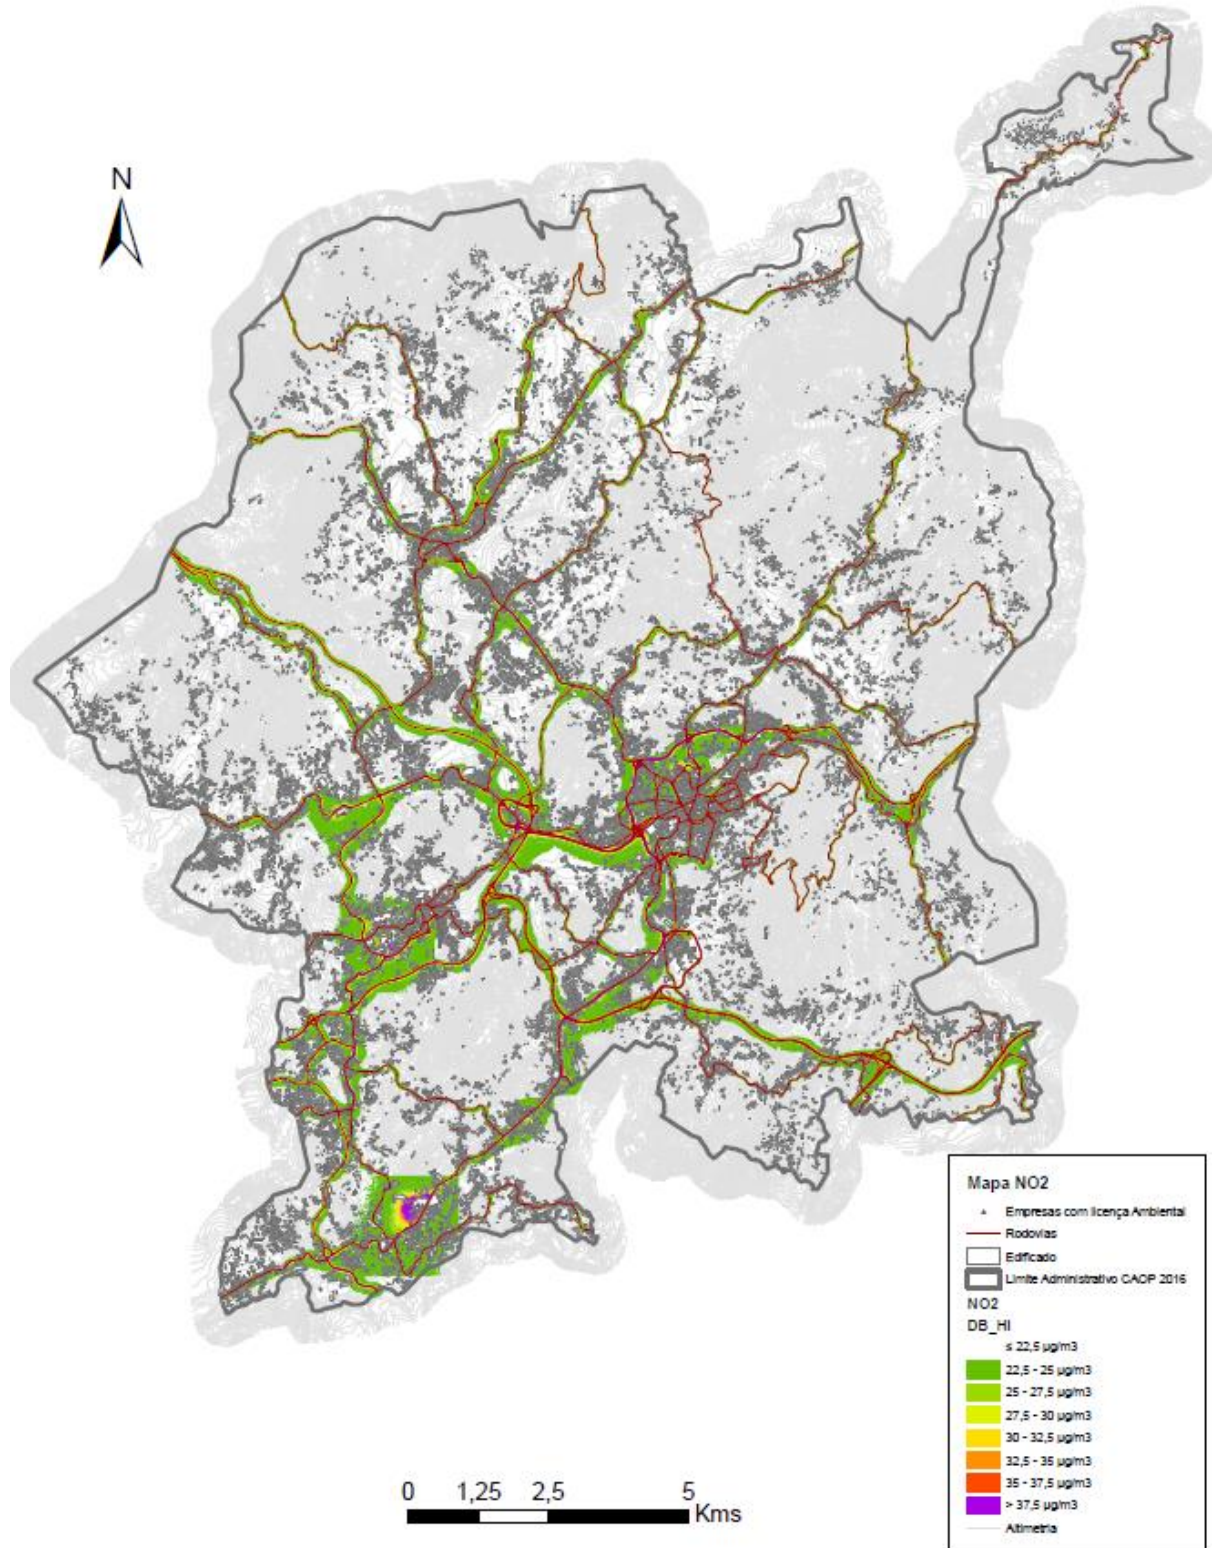 N
Mapa NO2
Empresas com licença Ambiental
Rodovias
Edificado
Limite Administrativo CAOP 2016
NO2
DB_HI
≤ 22,5 µg/m3
22,5 - 25 µg/m3
25 - 27,5 µg/m3
27,5 - 30 µg/m3
30 - 32,5 µg/m3
32,5 - 35 µg/m3
35 - 37,5 µg/m3
> 37,5 µg/m3
Altimetria
0 1,25 2,5 5
Kms